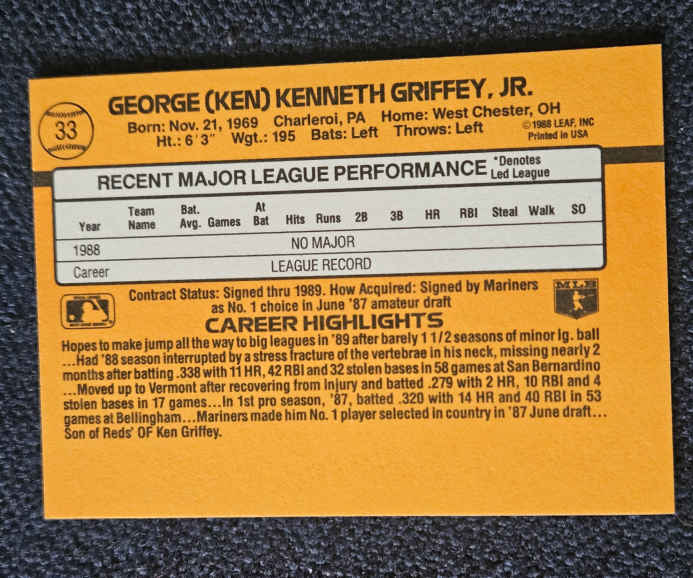 33
GEORGE (KEN) KENNETH GRIFFEY, JR.
Born: Nov. 21, 1969 Charleroi, PA Home: West Chester, OH
Ht.: 6'3" Wgt.: 195 Bats: Left Throws: Left
© 1988 LEAF, INC
Printed in USA
RECENT MAJOR LEAGUE PERFORMANCE
*Denotes
Led League
Year Team Name Bat. Avg. Games At Bat Hits Runs 2B 3B HR RBI Steal Walk SO
1988 NO MAJOR
Career LEAGUE RECORD
Contract Status: Signed thru 1989. How Acquired: Signed by Mariners
as No. 1 choice in June '87 amateur draft
MLB
CAREER HIGHLIGHTS
Hopes to make jump all the way to big leagues in '89 after barely 1 1/2 seasons of minor lg. ball
...Had '88 season interrupted by a stress fracture of the vertebrae in his neck, missing nearly 2
months after batting .338 with 11 HR, 42 RBI and 32 stolen bases in 58 games at San Bernardino
...Moved up to Vermont after recovering from Injury and batted .279 with 2 HR, 10 RBI and 4
stolen bases in 17 games...In 1st pro season, '87, batted .320 with 14 HR and 40 RBI in 53
games at Bellingham...Mariners made him No. 1 player selected in country in '87 June draft...
Son of Reds' OF Ken Griffey.